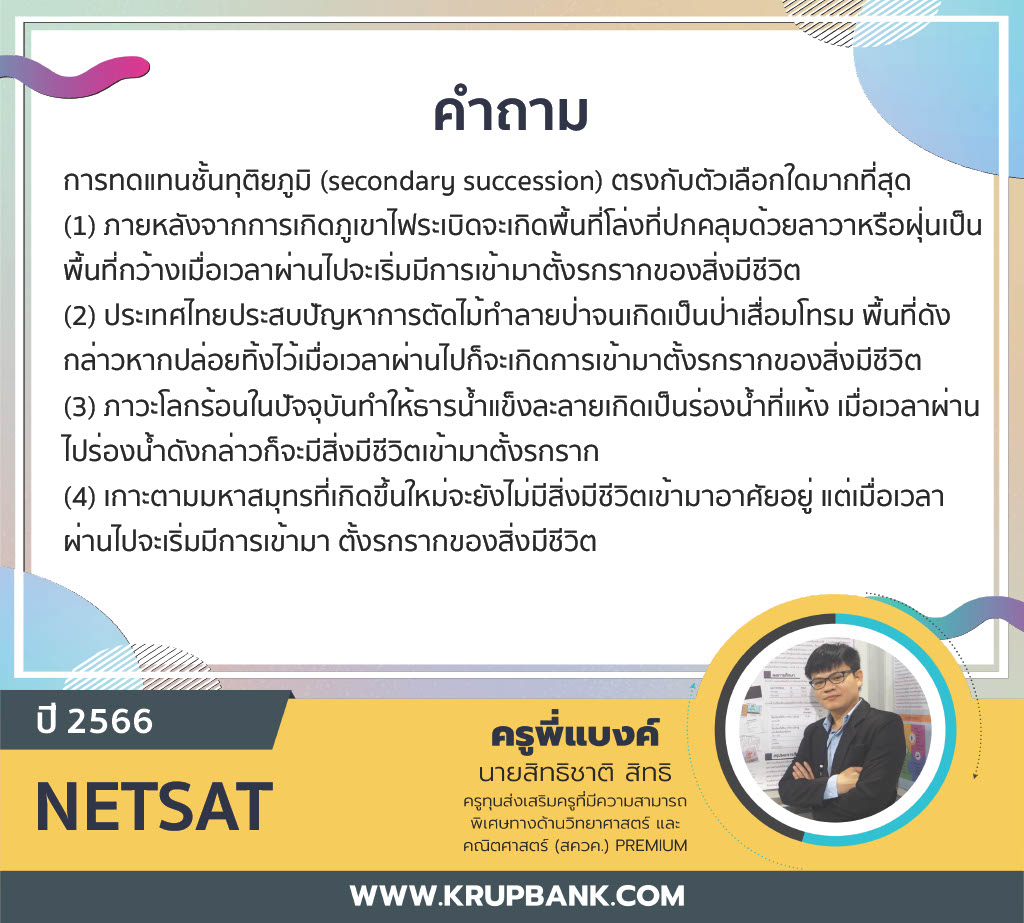 คำถาม
การทดแทนชั้นทุติยภูมิ (secondary succession) ตรงกับตัวเลือกใดมากที่สุด
(1) ภายหลังจากการเกิดภูเขาไฟระเบิดจะเกิดพื้นที่โล่งที่ปกคลุมด้วยลาวาหรือฝุ่นเป็น
พื้นที่กว้างเมื่อเวลาผ่านไปจะเริ่มมีการเข้ามาตั้งรกรากของสิ่งมีชีวิต
(2) ประเทศไทยประสบปัญหาการตัดไม้ทำลายป่าจนเกิดเป็นป่าเสื่อมโทรม พื้นที่ดัง
กล่าวหากปล่อยทิ้งไว้เมื่อเวลาผ่านไปก็จะเกิดการเข้ามาตั้งรกรากของสิ่งมีชีวิต
(3) ภาวะโลกร้อนในปัจจุบันทำให้ธารน้ำแข็งละลายเกิดเป็นร่องน้ำที่แห้ง เมื่อเวลาผ่าน
ไปร่องน้ำดังกล่าวก็จะมีสิ่งมีชีวิตเข้ามาตั้งรกราก
(4) เกาะตามมหาสมุทรที่เกิดขึ้นใหม่จะยังไม่มีสิ่งมีชีวิตเข้ามาอาศัยอยู่ แต่เมื่อเวลา
ผ่านไปจะเริ่มมีการเข้ามา ตั้งรกรากของสิ่งมีชีวิต
ปี 2566
NETSAT
ครูพี่แบงค์
นายสิทธิชาติ สิทธิ
ครูทุนส่งเสริมครูที่มีความสามารถ
พิเศษทางด้านวิทยาศาสตร์ และ
คณิตศาสตร์ (สควค.) PREMIUM
WWW.KRUPBANK.COM